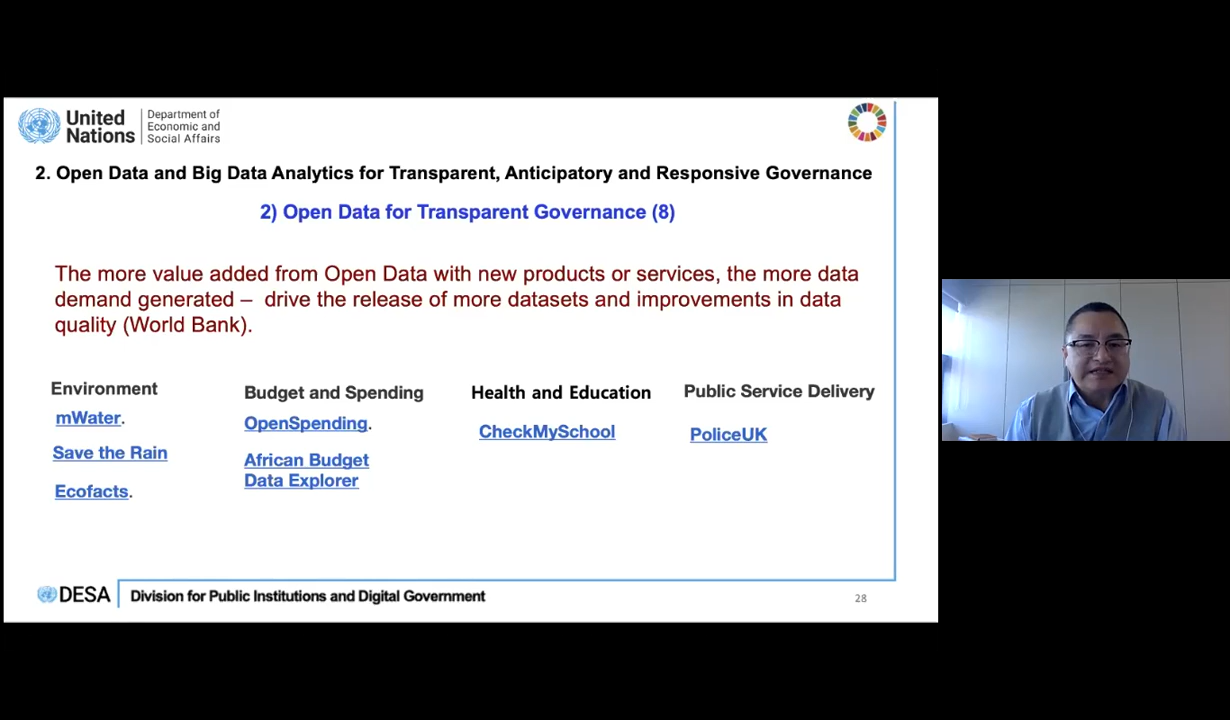 United
Nations
Department of
Economic and
Social Affairs
2. Open Data and Big Data Analytics for Transparent, Anticipatory and Responsive Governance
2) Open Data for Transparent Governance (8)
The more value added from Open Data with new products or services, the more data
demand generated – drive the release of more datasets and improvements in data
quality (World Bank).
Environment
mWater.
Save the Rain
Ecofacts.
Budget and Spending
OpenSpending.
African Budget
Data Explorer
Health and Education
CheckMySchool
Public Service Delivery
PoliceUK
DESA
Division for Public Institutions and Digital Government
28